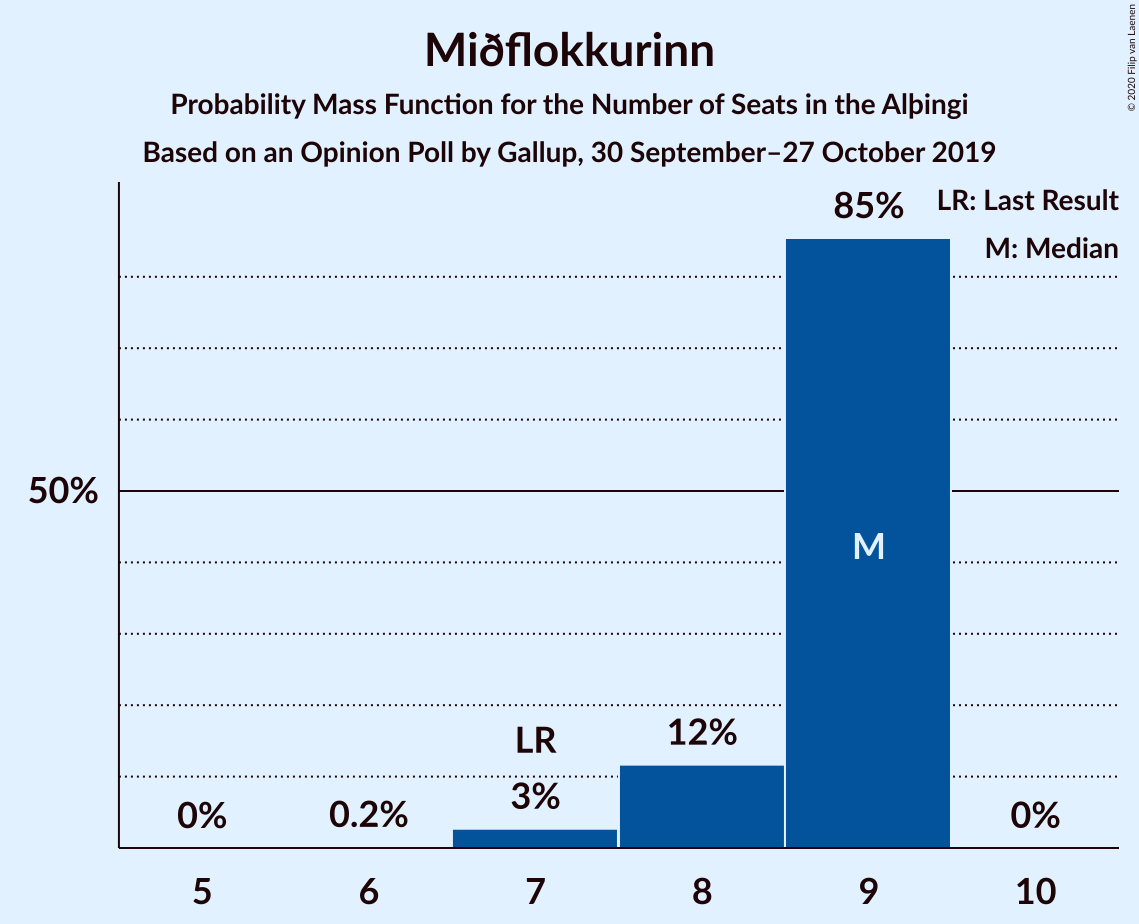 Miðflokkurinn
Probability Mass Function for the Number of Seats in the Alþingi
Based on an Opinion Poll by Gallup, 30 September–27 October 2019
© 2020 Filip van Laenen
LR: Last Result
M: Median
85%
50%
M
LR
12%
0%
0.2%
3%
0%
5
6
7
8
9
10